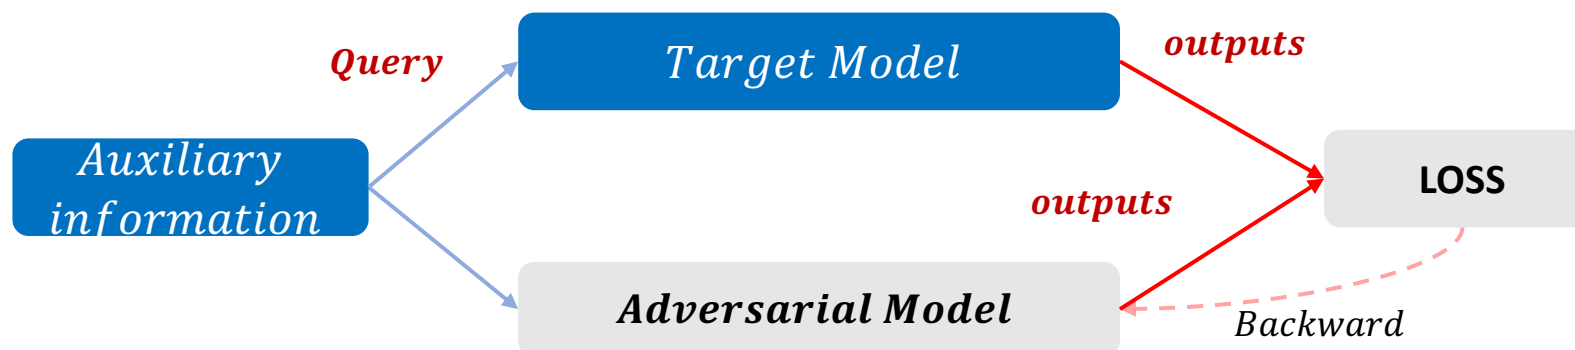 Query
Target Model
outputs
Auxiliary
information
LOSS
outputs
Adversarial Model
Backward